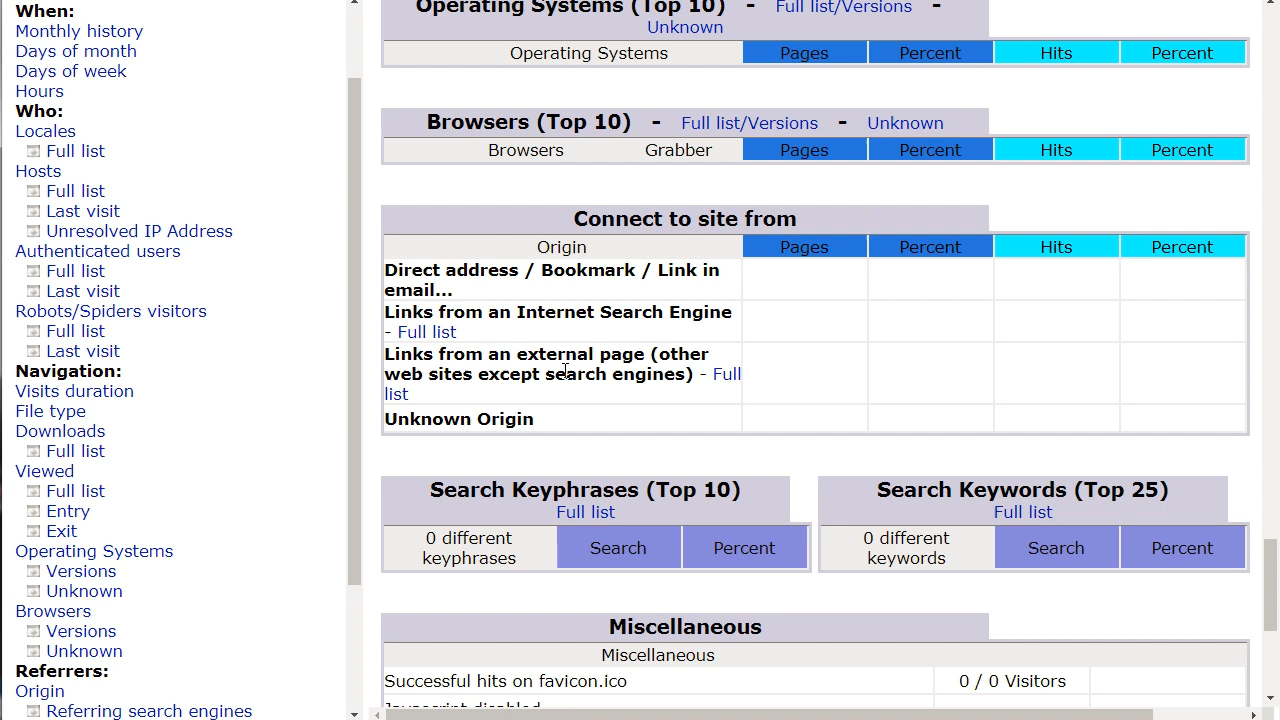 When:
Monthly history
Days of month
Days of week
Hours
Who:
Locales
Full list
Hosts
Full list
Last visit
Unresolved IP Address
Authenticated users
Full list
Last visit
Robots/Spiders visitors
Full list
Last visit
Navigation:
Visits duration
File type
Downloads
Full list
Viewed
Full list
Entry
Exit
Operating Systems
Versions
Unknown
Browsers
Versions
Unknown
Referrers:
Origin
Referring search engines
Operating Systems (Top 10) - Full list/Versions -
Unknown
Operating Systems Pages Percent Hits Percent
Browsers (Top 10) - Full list/Versions - Unknown
Browsers Grabber Pages Percent Hits Percent
Connect to site from
Origin Pages Percent Hits Percent
Direct address / Bookmark / Link in
email...
Links from an Internet Search Engine
- Full list
Links from an external page (other
web sites except search engines) - Full
list
Unknown Origin
Search Keyphrases (Top 10)
Full list
0 different
keyphrases
Search Percent
Search Keywords (Top 25)
Full list
0 different
keywords
Search Percent
Miscellaneous
Miscellaneous
Successful hits on favicon.ico 0 / 0 Visitors
Javascript disabled